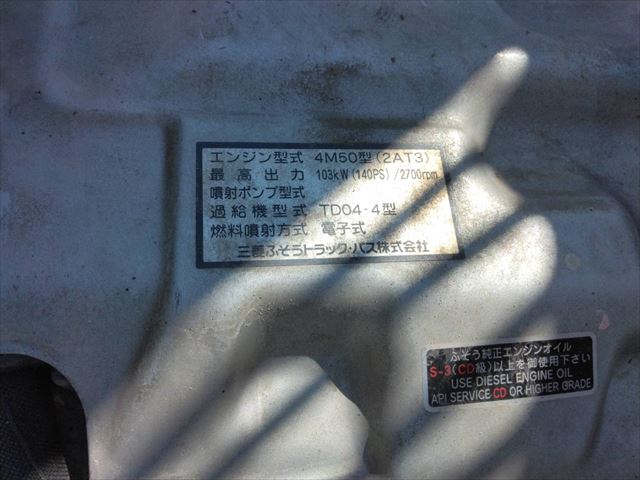 エンジン型式 4M50型(2AT3)
最高出力 103kW(140PS)/2700rpm
噴射ポンプ型式
過給機型式 TD04-4型
燃料噴射方式 電子式
三菱ふそうトラック・バス株式会社
ふそう純正エンジンオイル
S-3(CD級)以上を御使用下さい
USE DIESEL ENGINE OIL
API SERVICE CD OR HIGHER GRADE